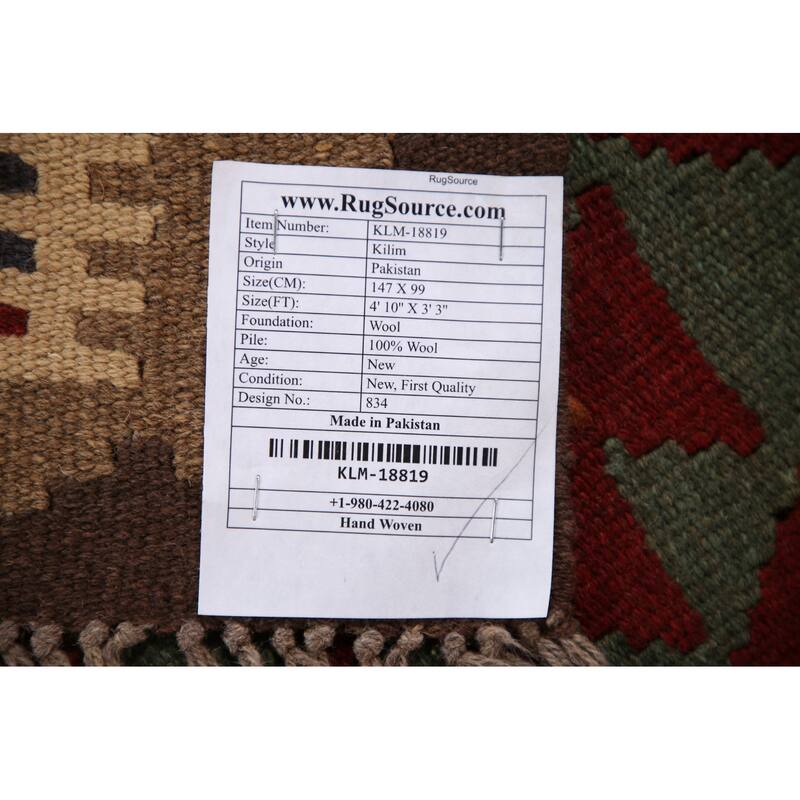 RugSource
www.RugSource.com
Item Number: KLM-18819
Style Kilim
Origin Pakistan
Size(CM): 147 X 99
Size(FT): 4' 10" X 3' 3"
Foundation: Wool
Pile: 100% Wool
Age: New
Condition: New, First Quality
Design No.: 834
Made in Pakistan
KLM-18819
+1-980-422-4080
Hand Woven